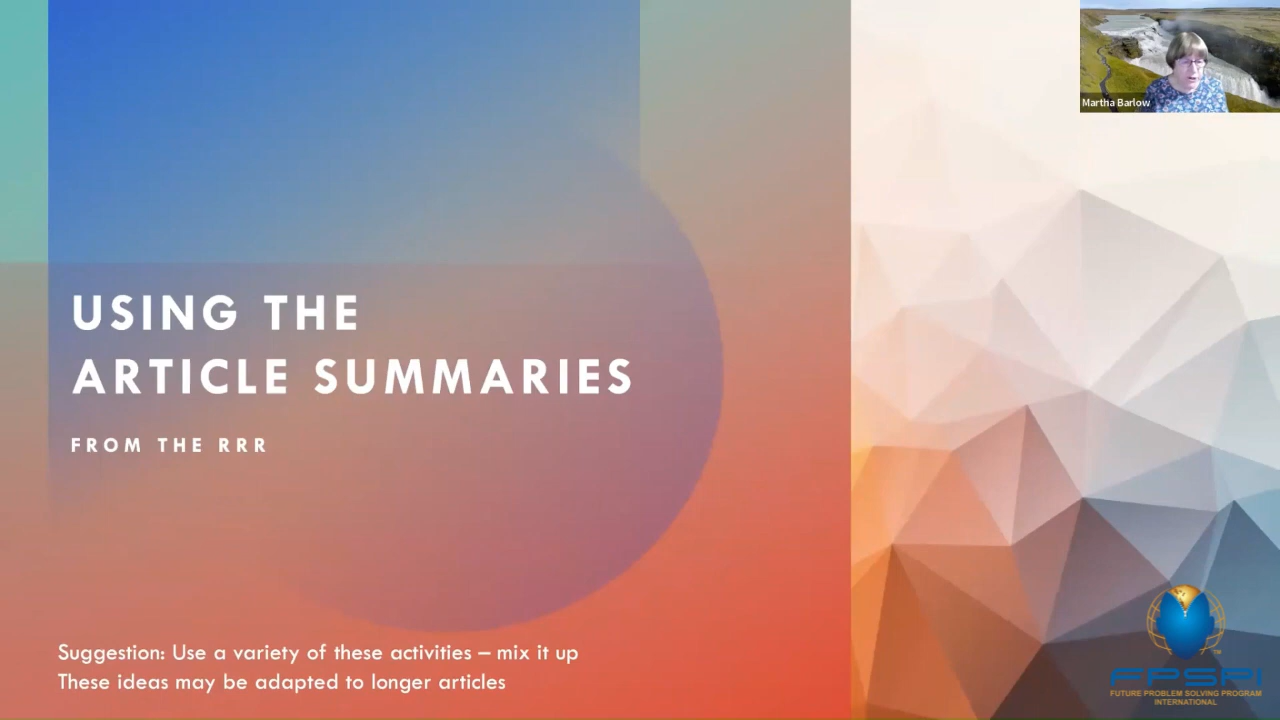 Martha Barlow
USING THE
ARTICLE SUMMARIES
FROM THE RRR
Suggestion: Use a variety of these activities – mix it up
These ideas may be adapted to longer articles
TM
FPSPI
FUTURE PROBLEM SOLVING PROGRAM
INTERNATIONAL